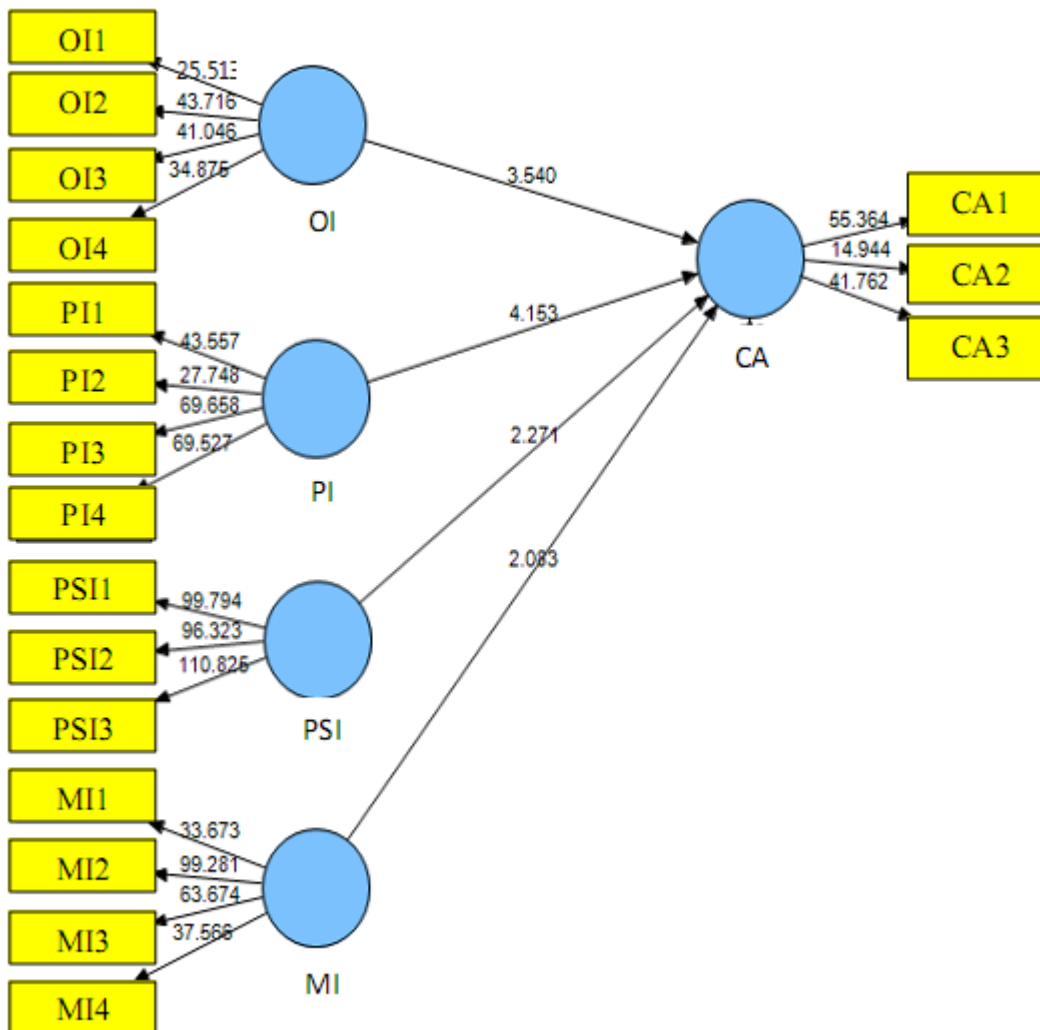 OI1
OI2
OI3
OI4
25.513
43.716
41.046
34.875
OI
PI1
PI2
PI3
PI4
43.557
27.748
69.658
69.527
PI
PSI1
PSI2
PSI3
99.794
96.323
110.825
PSI
MI1
MI2
MI3
MI4
33.673
99.281
63.674
37.566
MI
3.540
4.153
2.271
2.083
CA
55.364
14.944
41.762
CA1
CA2
CA3